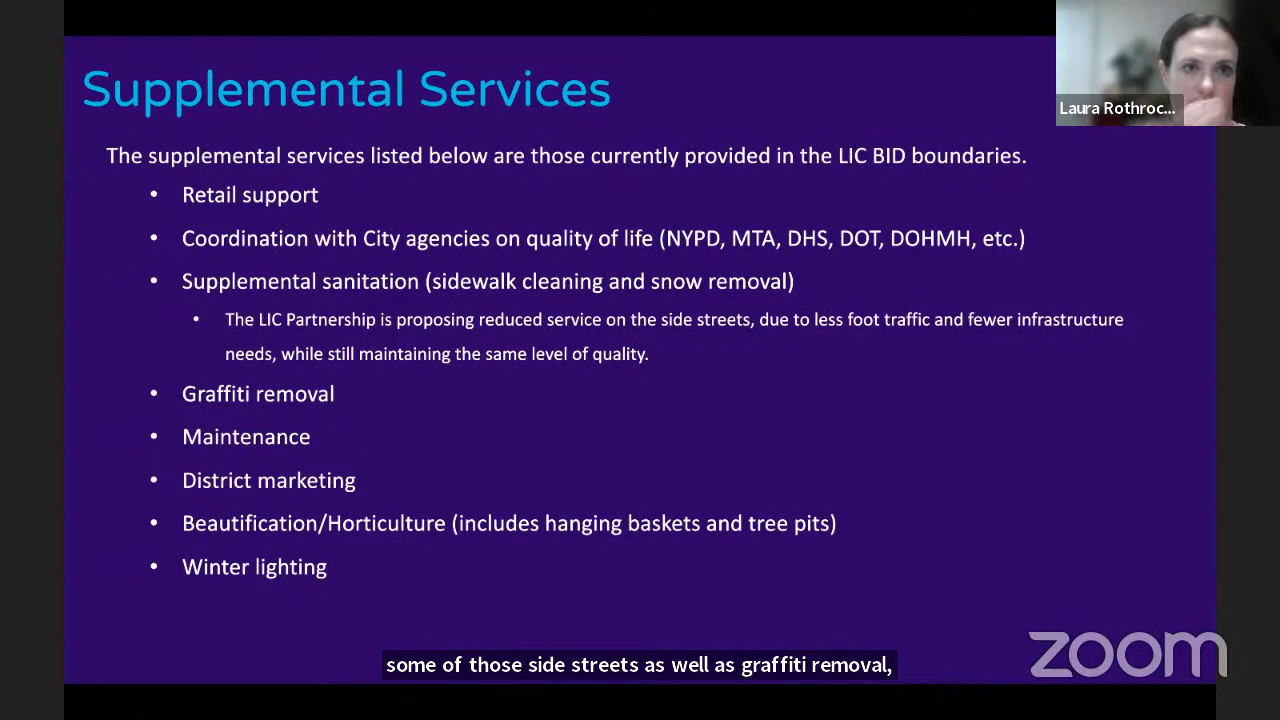 Supplemental Services
Laura Rothroc...
The supplemental services listed below are those currently provided in the LIC BID boundaries.
• Retail support
• Coordination with City agencies on quality of life (NYPD, MTA, DHS, DOT, DOHMH, etc.)
• Supplemental sanitation (sidewalk cleaning and snow removal)
• The LIC Partnership is proposing reduced service on the side streets, due to less foot traffic and fewer infrastructure
needs, while still maintaining the same level of quality.
• Graffiti removal
• Maintenance
• District marketing
• Beautification/Horticulture (includes hanging baskets and tree pits)
• Winter lighting
some of those side streets as well as graffiti removal,
zoom